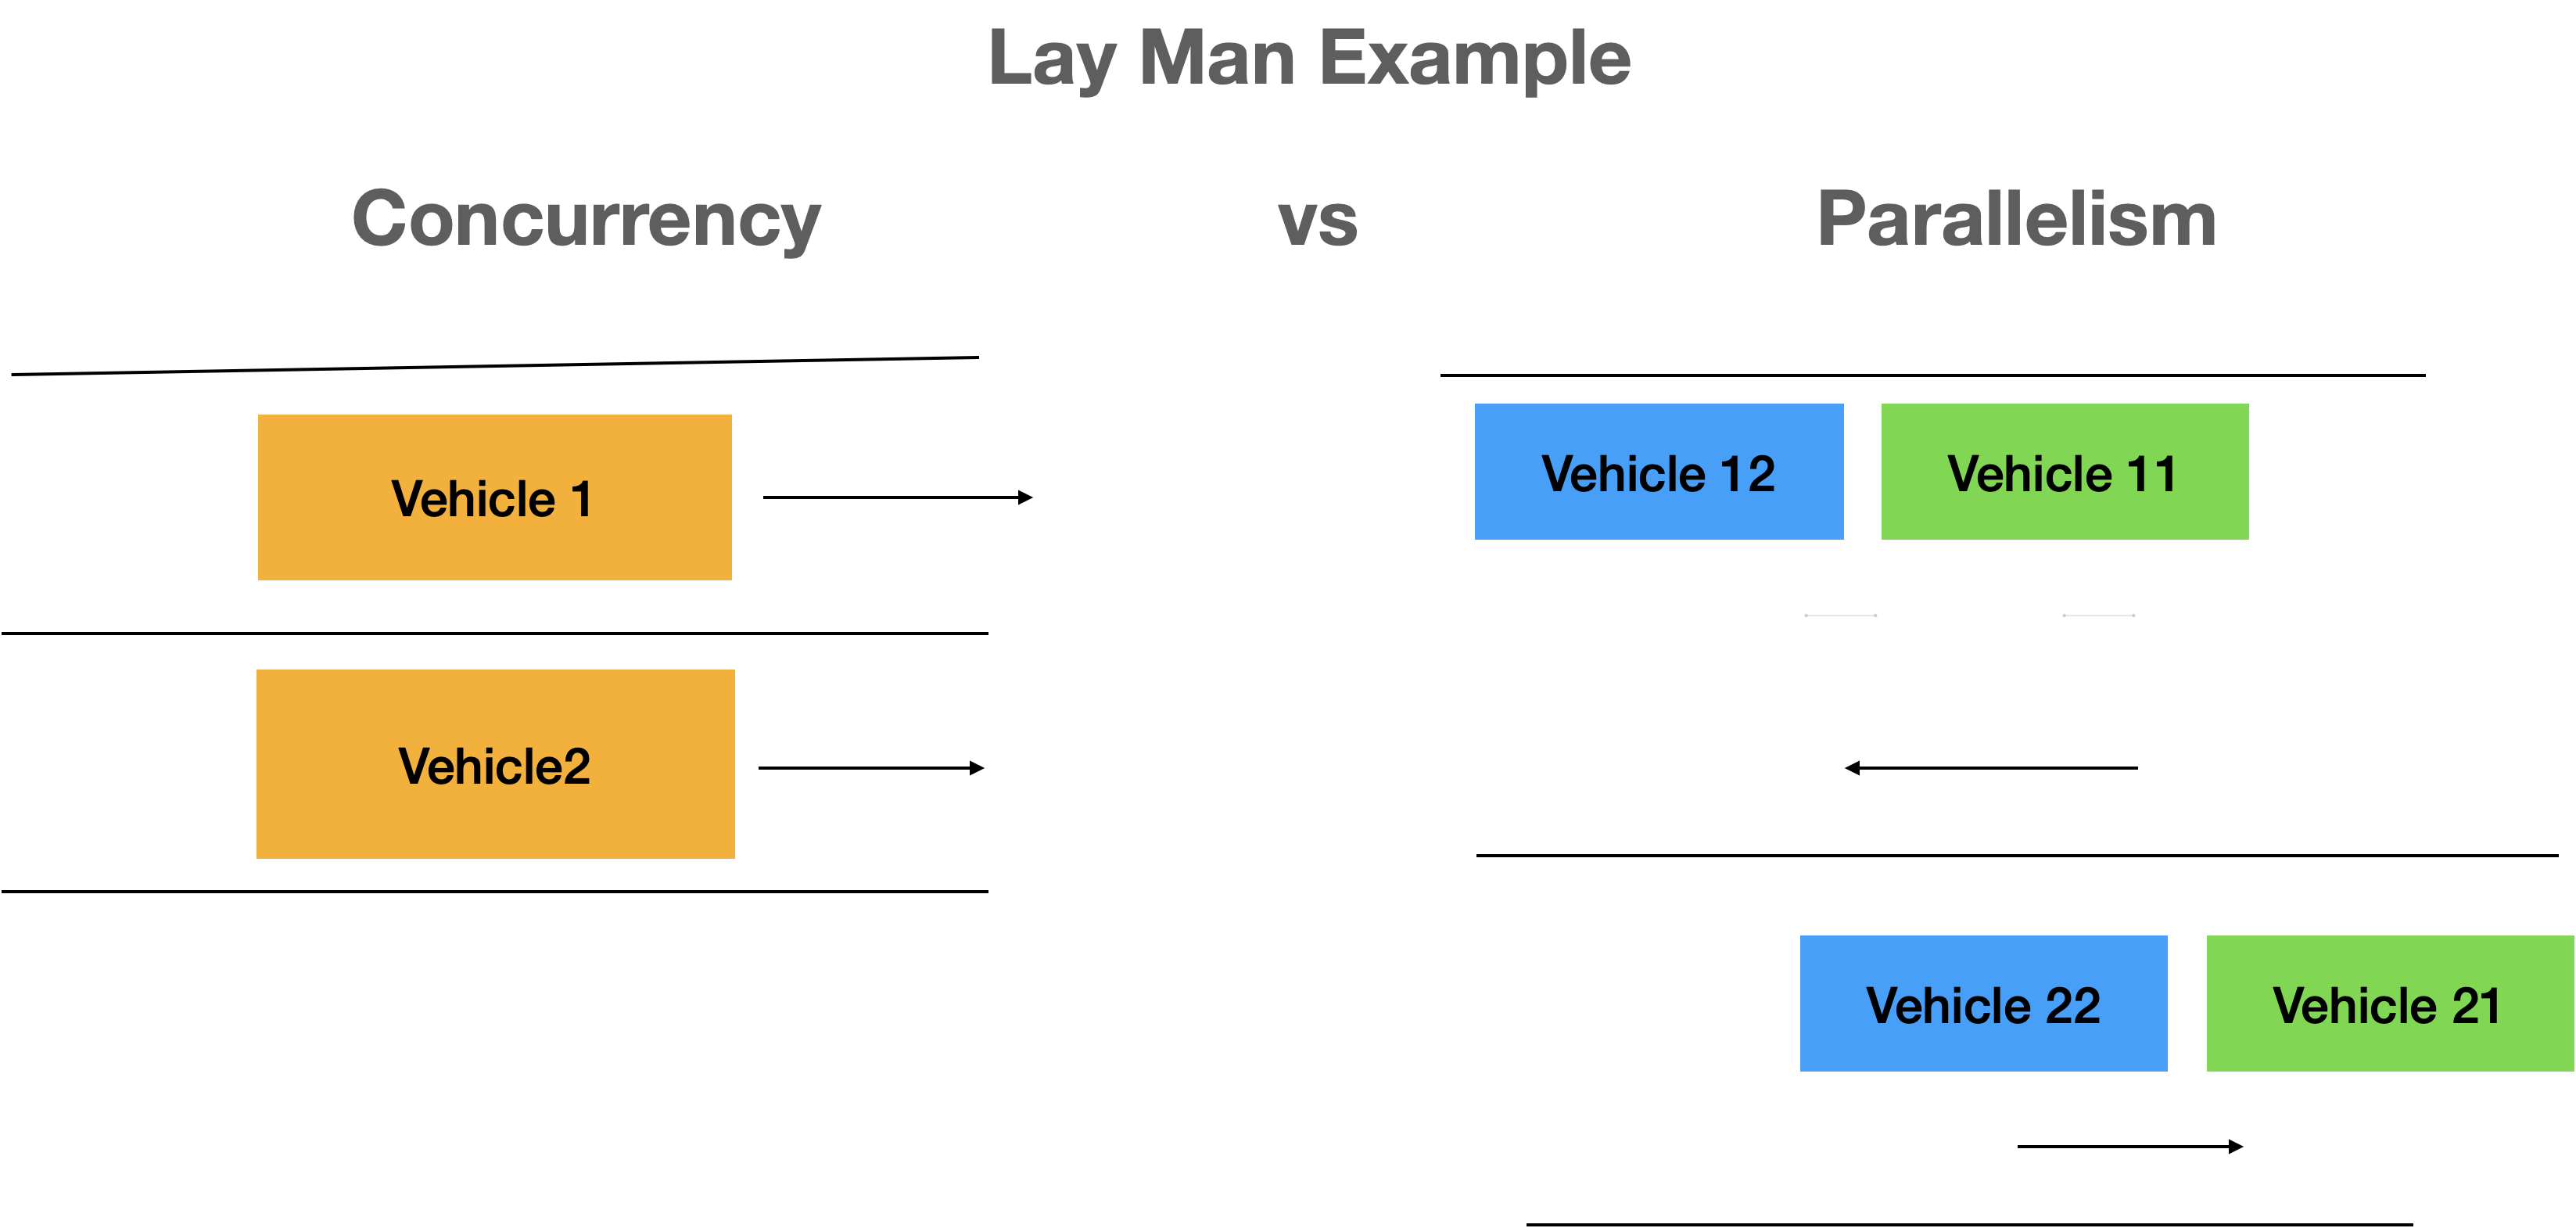 Lay Man Example
Concurrency vs Parallelism
Vehicle 1
Vehicle2
Vehicle 12 Vehicle 11
Vehicle 22 Vehicle 21